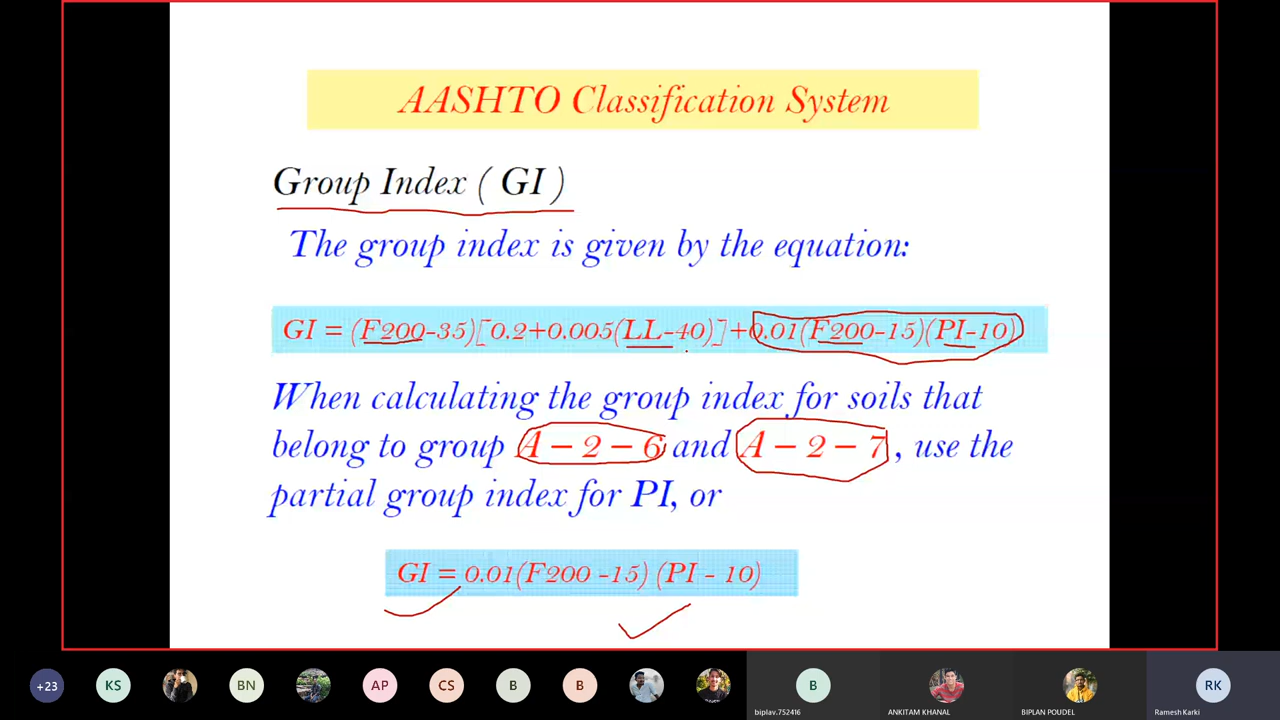 AASHTO Classification System
Group Index ( GI )
The group index is given by the equation:
GI = (F200-35)[0.2+0.005(LL-40)]+0.01(F200-15)(PI-10)
When calculating the group index for soils that
belong to group A – 2 – 6 and A – 2 – 7 , use the
partial group index for PI, or
GI = 0.01(F200 -15) (PI - 10)
+23 KS BN AP CS B B B RK
biplav.752416 ANKITAM KHANAL BIPLAN POUDEL Ramesh Karki